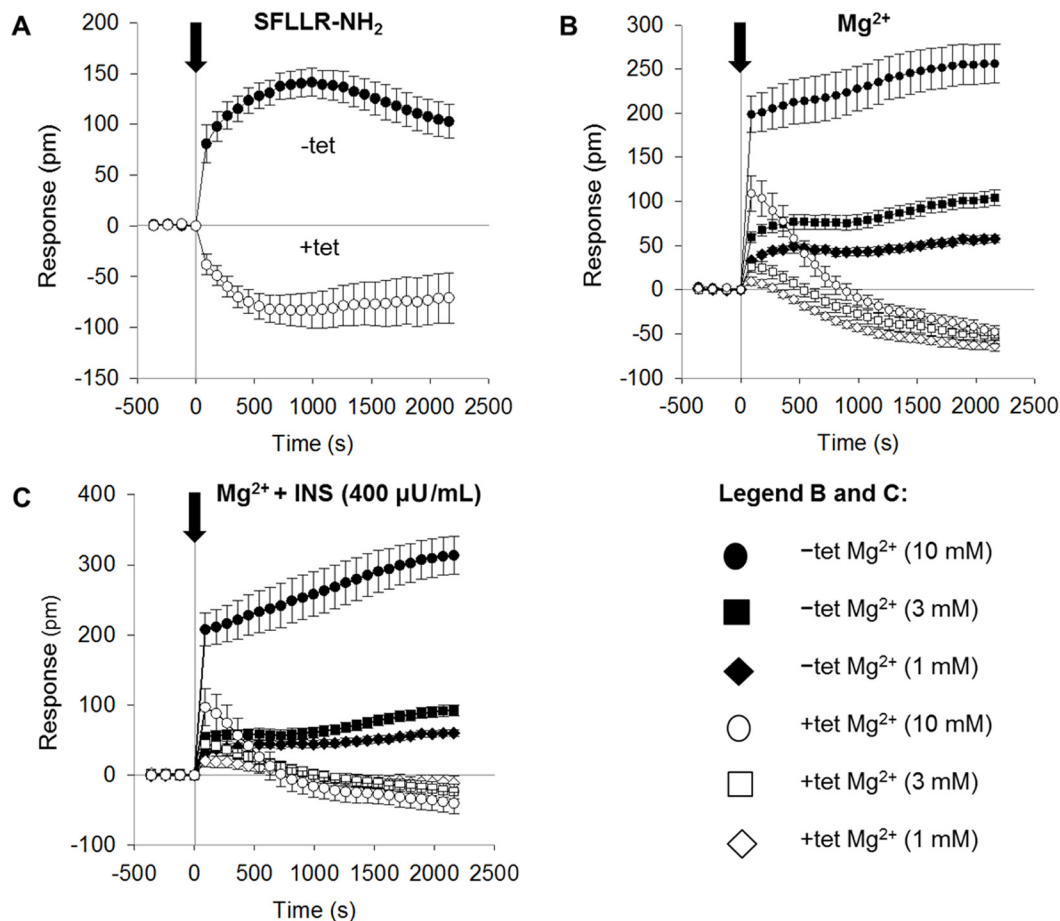 A
SFLLR-NH₂
200
150
100
50
0
-50
-100
-150
-tet
+tet
Response (pm)
-500 0 500 1000 1500 2000 2500
Time (s)
B
Mg²⁺
300
250
200
150
100
50
0
-50
-100
Response (pm)
-500 0 500 1000 1500 2000 2500
Time (s)
C
Mg²⁺ + INS (400 µU/mL)
400
300
200
100
0
-100
Response (pm)
-500 0 500 1000 1500 2000 2500
Time (s)
Legend B and C:
−tet Mg²⁺ (10 mM)
−tet Mg²⁺ (3 mM)
−tet Mg²⁺ (1 mM)
+tet Mg²⁺ (10 mM)
+tet Mg²⁺ (3 mM)
+tet Mg²⁺ (1 mM)